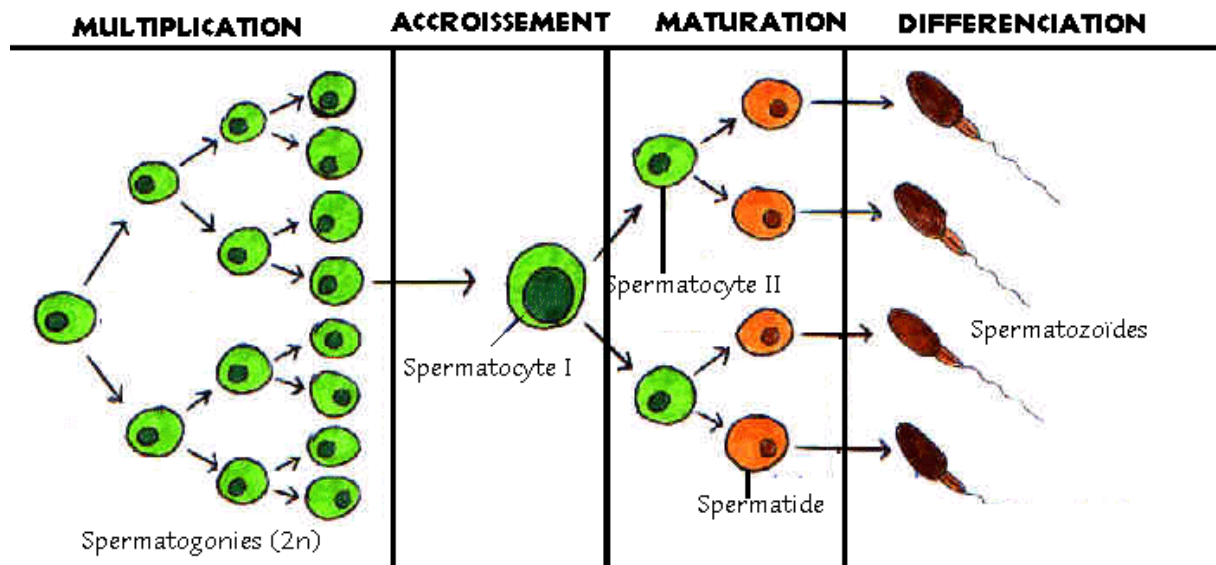 MULTIPLICATION
ACCROISSEMENT
MATURATION
DIFFERENCIATION
Spermatocyte II
Spermatozoïdes
Spermatocyte I
Spermatide
Spermatogonies (2n)